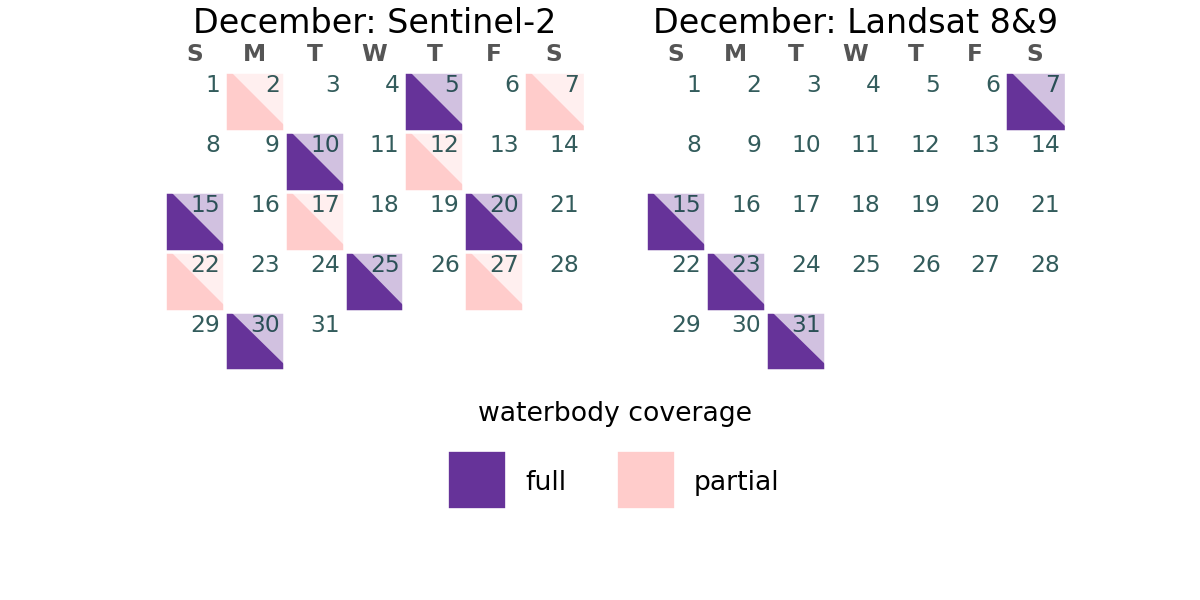 December: Sentinel-2
S M T W T F S
1 2 3 4 5 6 7
8 9 10 11 12 13 14
15 16 17 18 19 20 21
22 23 24 25 26 27 28
29 30 31
December: Landsat 8&9
S M T W T F S
1 2 3 4 5 6 7
8 9 10 11 12 13 14
15 16 17 18 19 20 21
22 23 24 25 26 27 28
29 30 31
waterbody coverage
full partial